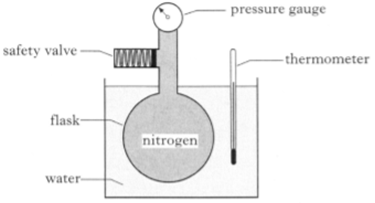 pressure gauge
safety valve
thermometer
flask
nitrogen
water